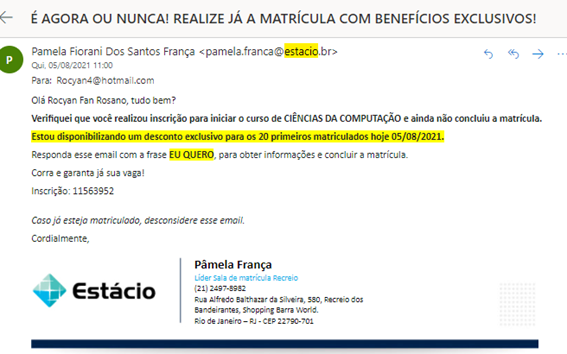 É AGORA OU NUNCA! REALIZE JÁ A MATRÍCULA COM BENEFÍCIOS EXCLUSIVOS!
P
Pamela Fiorani Dos Santos França <pamela.franca@estacio.br>
Qui, 05/08/2021 11:00
Para: Rocyan4@hotmail.com
Olá Rocyan Fan Rosano, tudo bem?
Verifiquei que você realizou inscrição para iniciar o curso de CIÊNCIAS DA COMPUTAÇÃO e ainda não concluiu a matrícula.
Estou disponibilizando um desconto exclusivo para os 20 primeiros matriculados hoje 05/08/2021.
Responda esse email com a frase EU QUERO, para obter informações e concluir a matrícula.
Corra e garanta já sua vaga!
Inscrição: 11563952
Caso já esteja matriculado, desconsidere esse email.
Cordialmente,
Estácio
Pâmela França
Líder Sala de matrícula Recreio
(21) 2497-8982
Rua Alfredo Balthazar da Silveira, 580, Recreio dos
Bandeirantes, Shopping Barra World.
Rio de Janeiro – RJ - CEP 22790-701